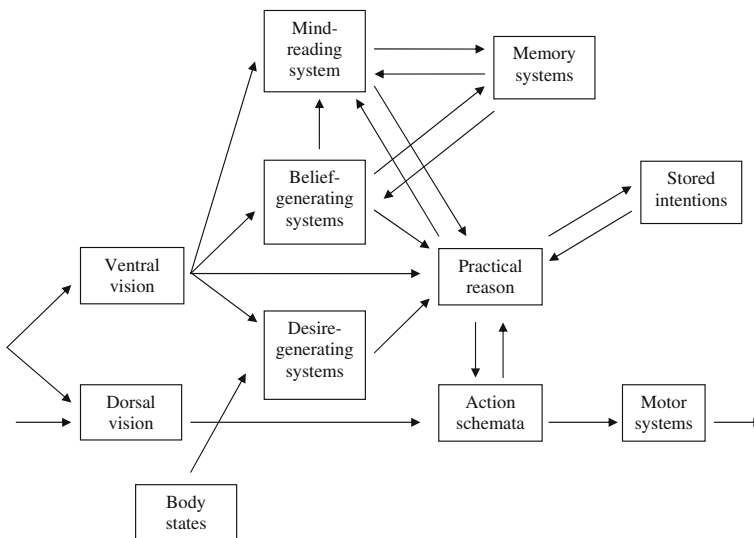 Mind-
reading
system
Memory
systems
Belief-
generating
systems
Stored
intentions
Ventral
vision
Practical
reason
Desire-
generating
systems
Dorsal
vision
Action
schemata
Motor
systems
Body
states